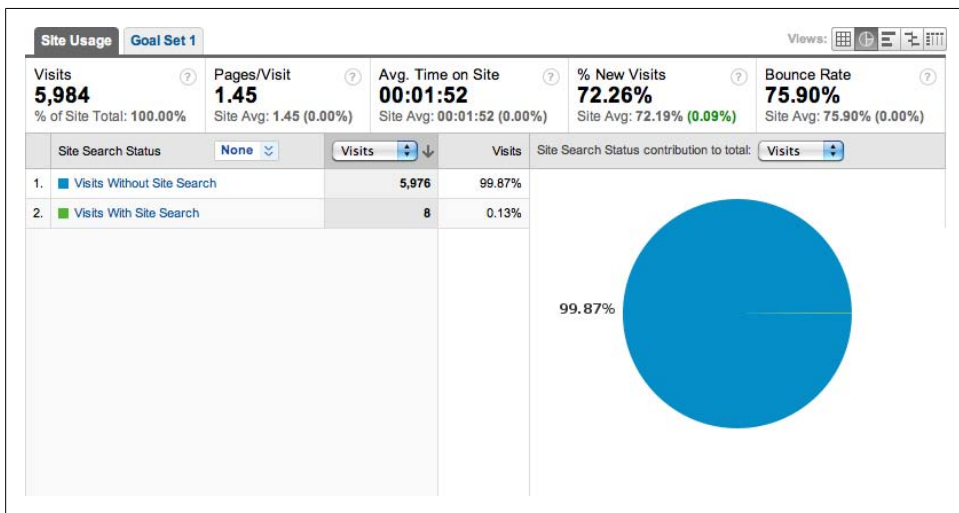 Site Usage Goal Set 1 Views:
Visits Pages/Visit Avg. Time on Site % New Visits Bounce Rate
5,984 1.45 00:01:52 72.26% 75.90%
% of Site Total: 100.00% Site Avg: 1.45 (0.00%) Site Avg: 00:01:52 (0.00%) Site Avg: 72.19% (0.09%) Site Avg: 75.90% (0.00%)
Site Search Status None Visits Visits Site Search Status contribution to total: Visits
1. Visits Without Site Search 5,976 99.87%
2. Visits With Site Search 8 0.13%
99.87%